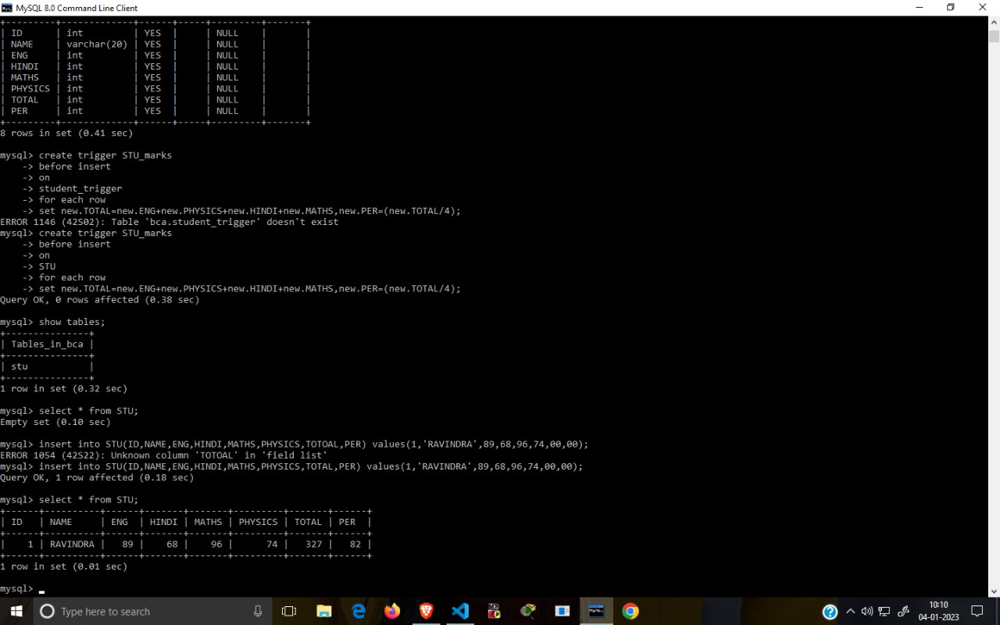 MySQL 8.0 Command Line Client
+---------+-------------+------+-----+---------+-------+
| ID      | int         | YES  |     | NULL    |       |
| NAME    | varchar(20) | YES  |     | NULL    |       |
| ENG     | int         | YES  |     | NULL    |       |
| HINDI   | int         | YES  |     | NULL    |       |
| MATHS   | int         | YES  |     | NULL    |       |
| PHYSICS | int         | YES  |     | NULL    |       |
| TOTAL   | int         | YES  |     | NULL    |       |
| PER     | int         | YES  |     | NULL    |       |
+---------+-------------+------+-----+---------+-------+
8 rows in set (0.41 sec)
mysql> create trigger STU_marks
    -> before insert
    -> on
    -> student_trigger
    -> for each row
    -> set new.TOTAL=new.ENG+new.PHYSICS+new.HINDI+new.MATHS,new.PER=(new.TOTAL/4);
ERROR 1146 (42S02): Table 'bca.student_trigger' doesn't exist
mysql> create trigger STU_marks
    -> before insert
    -> on
    -> STU
    -> for each row
    -> set new.TOTAL=new.ENG+new.PHYSICS+new.HINDI+new.MATHS,new.PER=(new.TOTAL/4);
Query OK, 0 rows affected (0.38 sec)
mysql> show tables;
+---------------+
| Tables_in_bca |
+---------------+
| stu           |
+---------------+
1 row in set (0.32 sec)
mysql> select * from STU;
Empty set (0.10 sec)
mysql> insert into STU(ID,NAME,ENG,HINDI,MATHS,PHYSICS,TOTOAL,PER) values(1,'RAVINDRA',89,68,96,74,00,00);
ERROR 1054 (42S22): Unknown column 'TOTOAL' in 'field list'
mysql> insert into STU(ID,NAME,ENG,HINDI,MATHS,PHYSICS,TOTAL,PER) values(1,'RAVINDRA',89,68,96,74,00,00);
Query OK, 1 row affected (0.18 sec)
mysql> select * from STU;
+------+----------+------+-------+-------+---------+-------+------+
| ID   | NAME     | ENG  | HINDI | MATHS | PHYSICS | TOTAL | PER  |
+------+----------+------+-------+-------+---------+-------+------+
|    1 | RAVINDRA |   89 |    68 |    96 |      74 |   327 |   82 |
+------+----------+------+-------+-------+---------+-------+------+
1 row in set (0.01 sec)
mysql>
Type here to search
10:10
04-01-2023